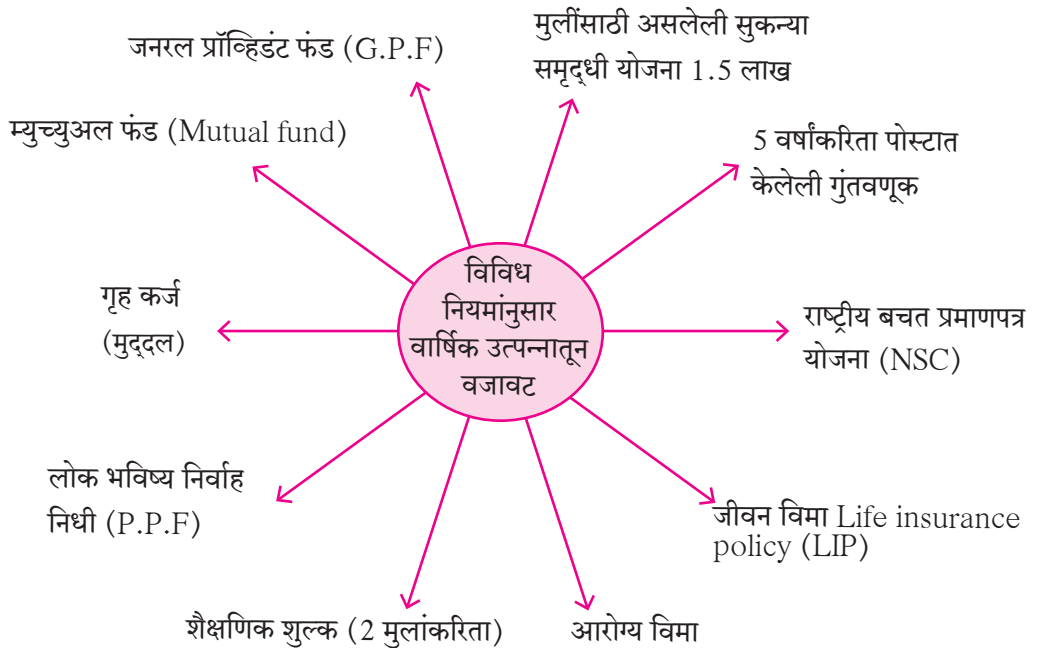 जनरल प्रॉव्हिडंट फंड (G.P.F)
मुलींसाठी असलेली सुकन्या
समृद्‌धी योजना 1.5 लाख
म्युच्युअल फंड (Mutual fund)
5 वर्षांकरिता पोस्टात
केलेली गुंतवणूक
विविध
नियमांनुसार
वार्षिक उत्पन्नातून
वजावट
गृह कर्ज
(मुद्‌दल)
राष्ट्रीय बचत प्रमाणपत्र
योजना (NSC)
लोक भविष्य निर्वाह
निधी (P.P.F)
जीवन विमा Life insurance
policy (LIP)
शैक्षणिक शुल्क (2 मुलांकरिता)
आरोग्य विमा